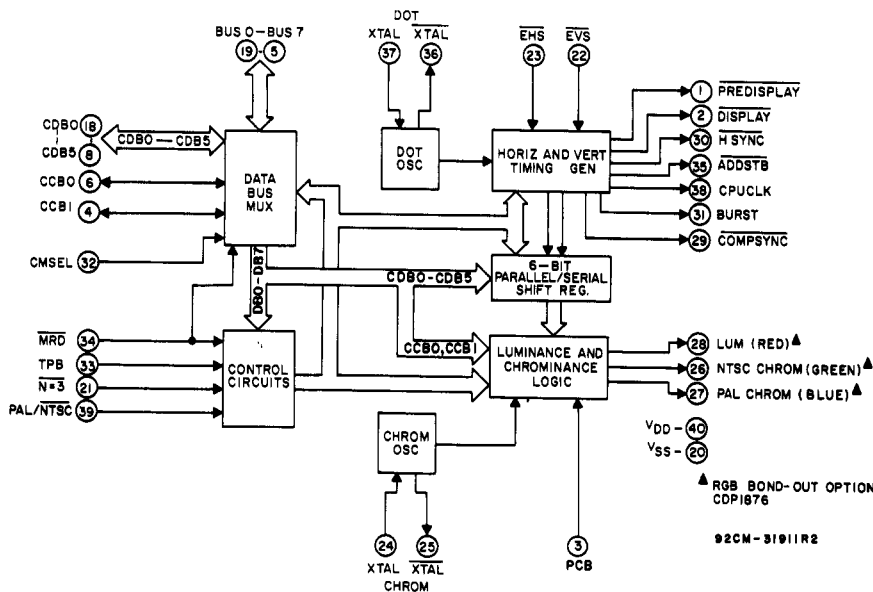 BUS 0-BUS 7
19 - 5
DOT
XTAL XTAL
37 36
EHS EVS
23 22
1 PREDISPLAY
2 DISPLAY
30 H SYNC
35 ADDSTB
38 CPUCLK
31 BURST
29 COMPSYNC
CDB0 18
CDB5 8
CDB0-CDB5
CCB0 6
CCB1 4
CMSEL 32
DATA
BUS
MUX
DOT
OSC
HORIZ AND VERT
TIMING GEN
DB0-DB7
CDB0-CDB5
6-BIT
PARALLEL/SERIAL
SHIFT REG.
MRD 34
TPB 33
N=3 21
PAL/NTSC 39
CONTROL
CIRCUITS
CCB0, CCB1
LUMINANCE AND
CHROMINANCE
LOGIC
28 LUM (RED)▲
26 NTSC CHROM (GREEN)▲
27 PAL CHROM (BLUE)▲
CHROM
OSC
VDD - 40
VSS - 20
▲ RGB BOND-OUT OPTION
CDP1876
24 25
XTAL XTAL
CHROM
3
PCB
92CM-31911R2